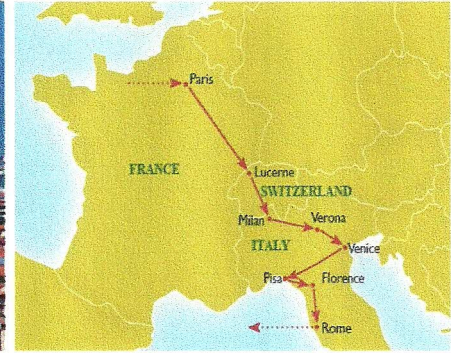 Paris
FRANCE
Lucerne
SWITZERLAND
Milan
Verona
ITALY
Venice
Pisa
Florence
Rome